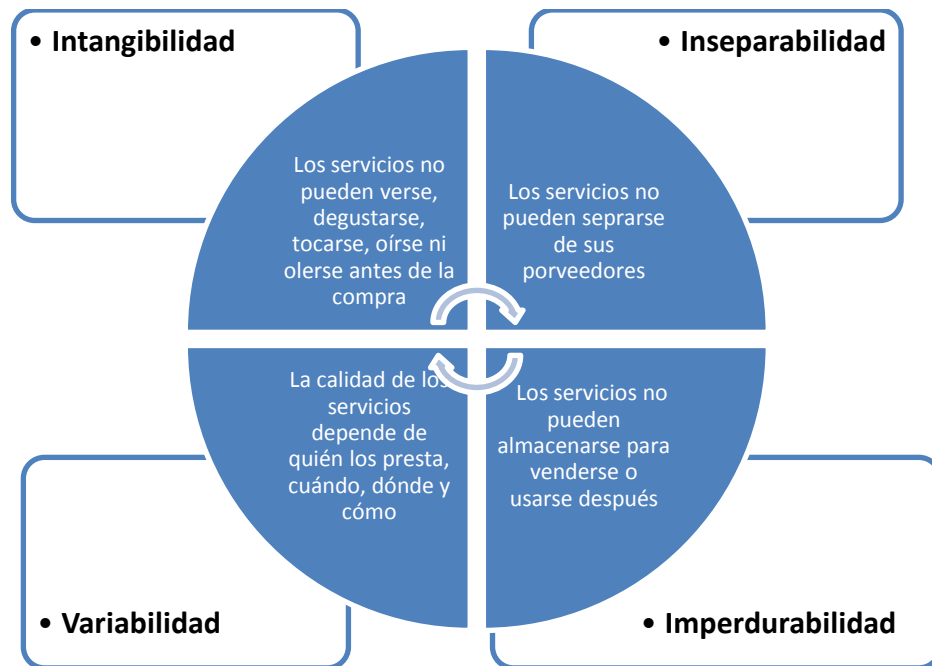 • Intangibilidad
• Inseparabilidad
Los servicios no
pueden verse,
degustarse,
tocarse, oírse ni
olerse antes de la
compra
Los servicios no
pueden seprarse
de sus
porveedores
La calidad de los
servicios
depende de
quién los presta,
cuándo, dónde y
cómo
Los servicios no
pueden
almacenarse para
venderse o
usarse después
• Variabilidad
• Imperdurabilidad